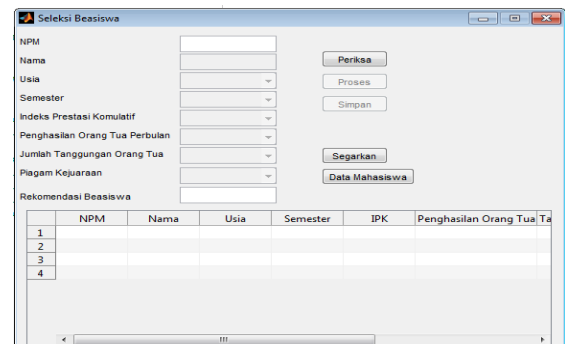 Seleksi Beasiswa
NPM
Periksa
Nama
Usia
Proses
Semester
Simpan
Indeks Prestasi Komulatif
Penghasilan Orang Tua Perbulan
Jumlah Tanggungan Orang Tua
Segarkan
Piagam Kejuaraan
Data Mahasiswa
Rekomendasi Beasiswa
NPM Nama Usia Semester IPK Penghasilan Orang Tua Ta
1
2
3
4